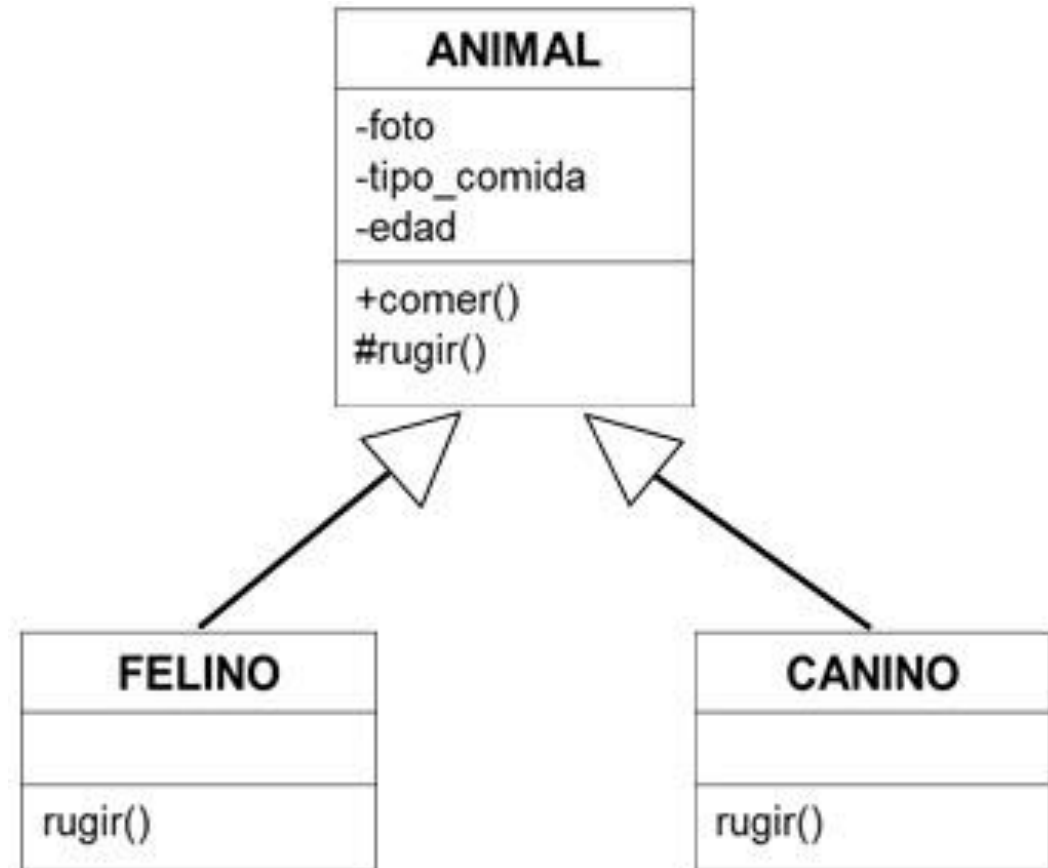 ANIMAL
-foto
-tipo_comida
-edad
+comer()
#rugir()
FELINO
rugir()
CANINO
rugir()